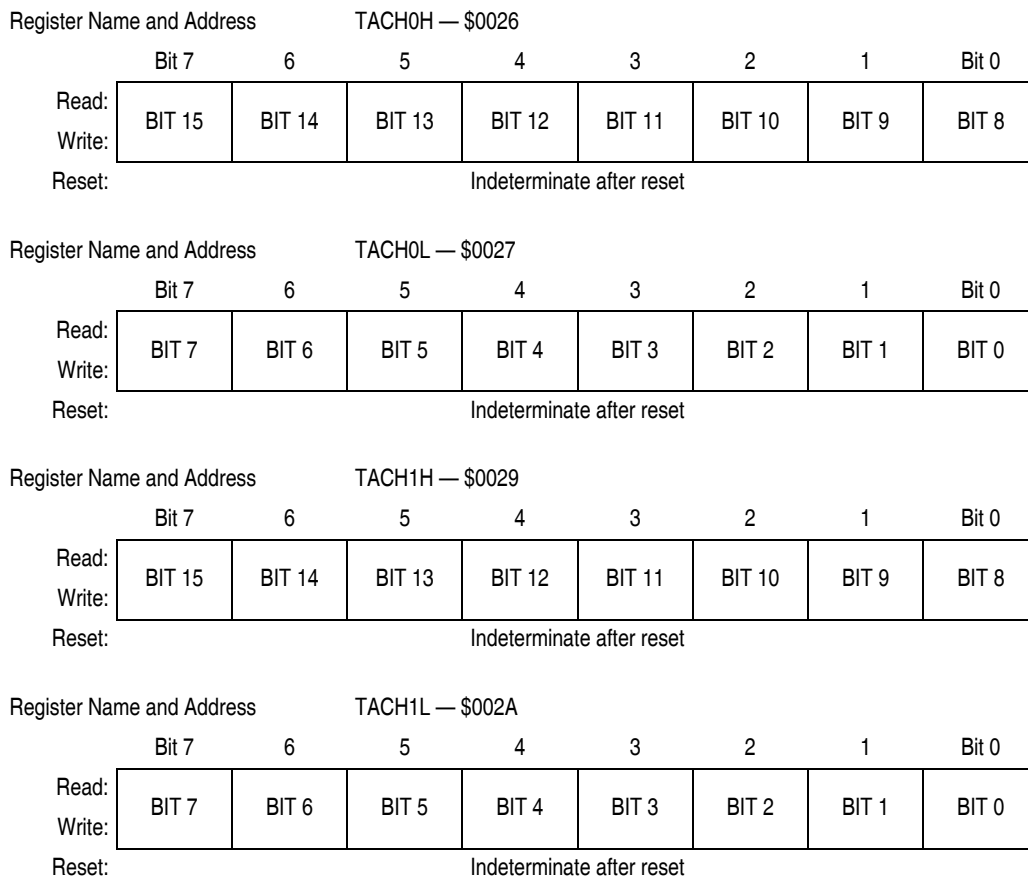 Register Name and Address TACH0H — $0026
Bit 7 6 5 4 3 2 1 Bit 0
Read:
BIT 15 BIT 14 BIT 13 BIT 12 BIT 11 BIT 10 BIT 9 BIT 8
Write:
Reset: Indeterminate after reset
Register Name and Address TACH0L — $0027
Bit 7 6 5 4 3 2 1 Bit 0
Read:
BIT 7 BIT 6 BIT 5 BIT 4 BIT 3 BIT 2 BIT 1 BIT 0
Write:
Reset: Indeterminate after reset
Register Name and Address TACH1H — $0029
Bit 7 6 5 4 3 2 1 Bit 0
Read:
BIT 15 BIT 14 BIT 13 BIT 12 BIT 11 BIT 10 BIT 9 BIT 8
Write:
Reset: Indeterminate after reset
Register Name and Address TACH1L — $002A
Bit 7 6 5 4 3 2 1 Bit 0
Read:
BIT 7 BIT 6 BIT 5 BIT 4 BIT 3 BIT 2 BIT 1 BIT 0
Write:
Reset: Indeterminate after reset